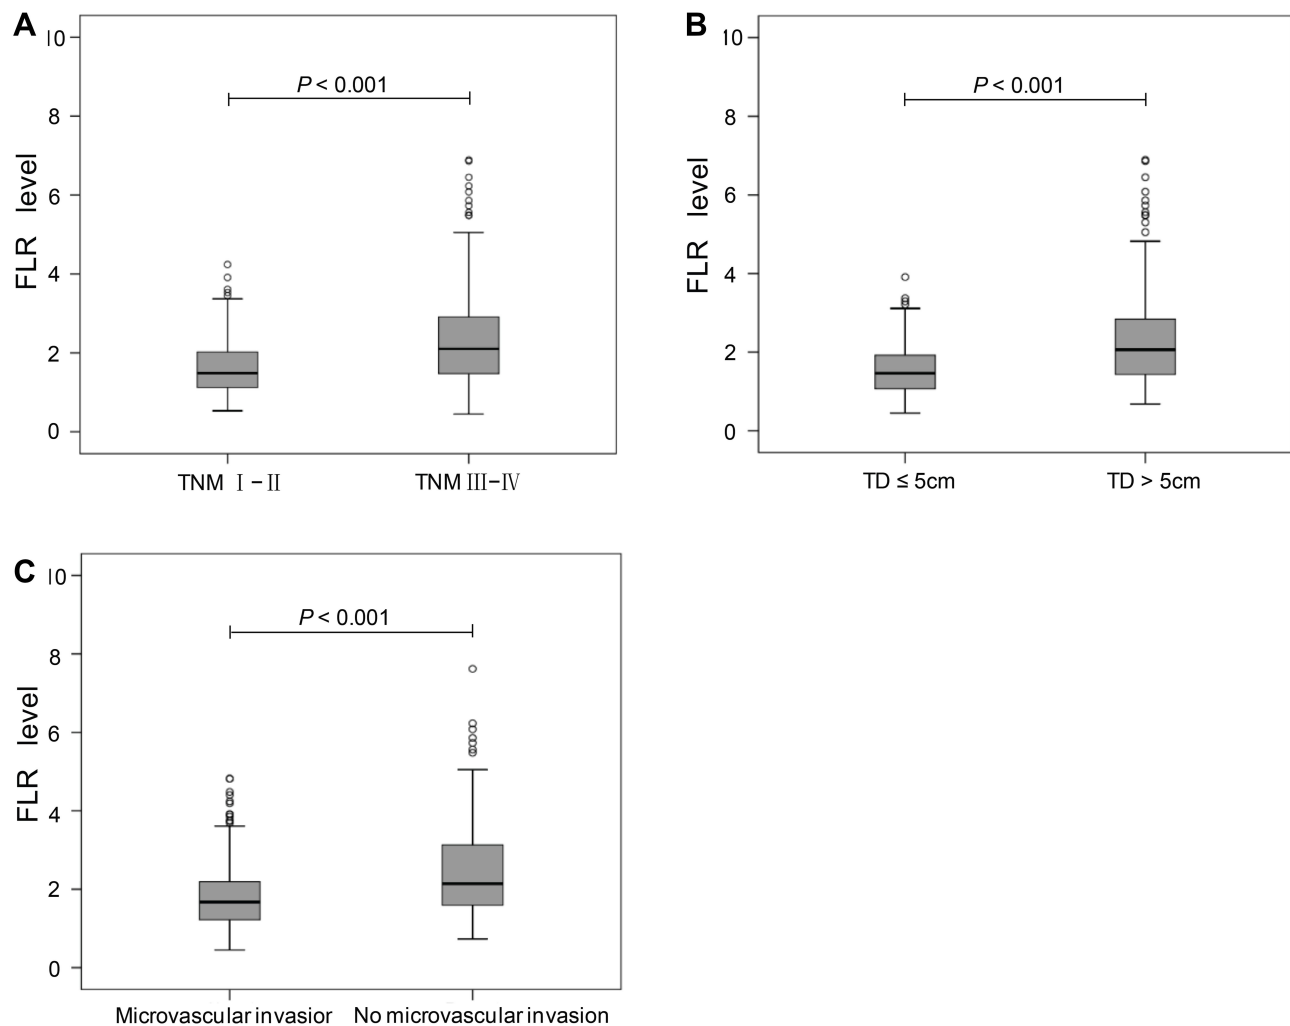 A
10
P < 0.001
8
6
4
2
0
FLR level
TNM Ⅰ-Ⅱ
TNM Ⅲ-Ⅳ
B
10
P < 0.001
8
6
4
2
0
FLR level
TD ≤ 5cm
TD > 5cm
C
10
P < 0.001
8
6
4
2
0
FLR level
Microvascular invasior
No microvascular invasion